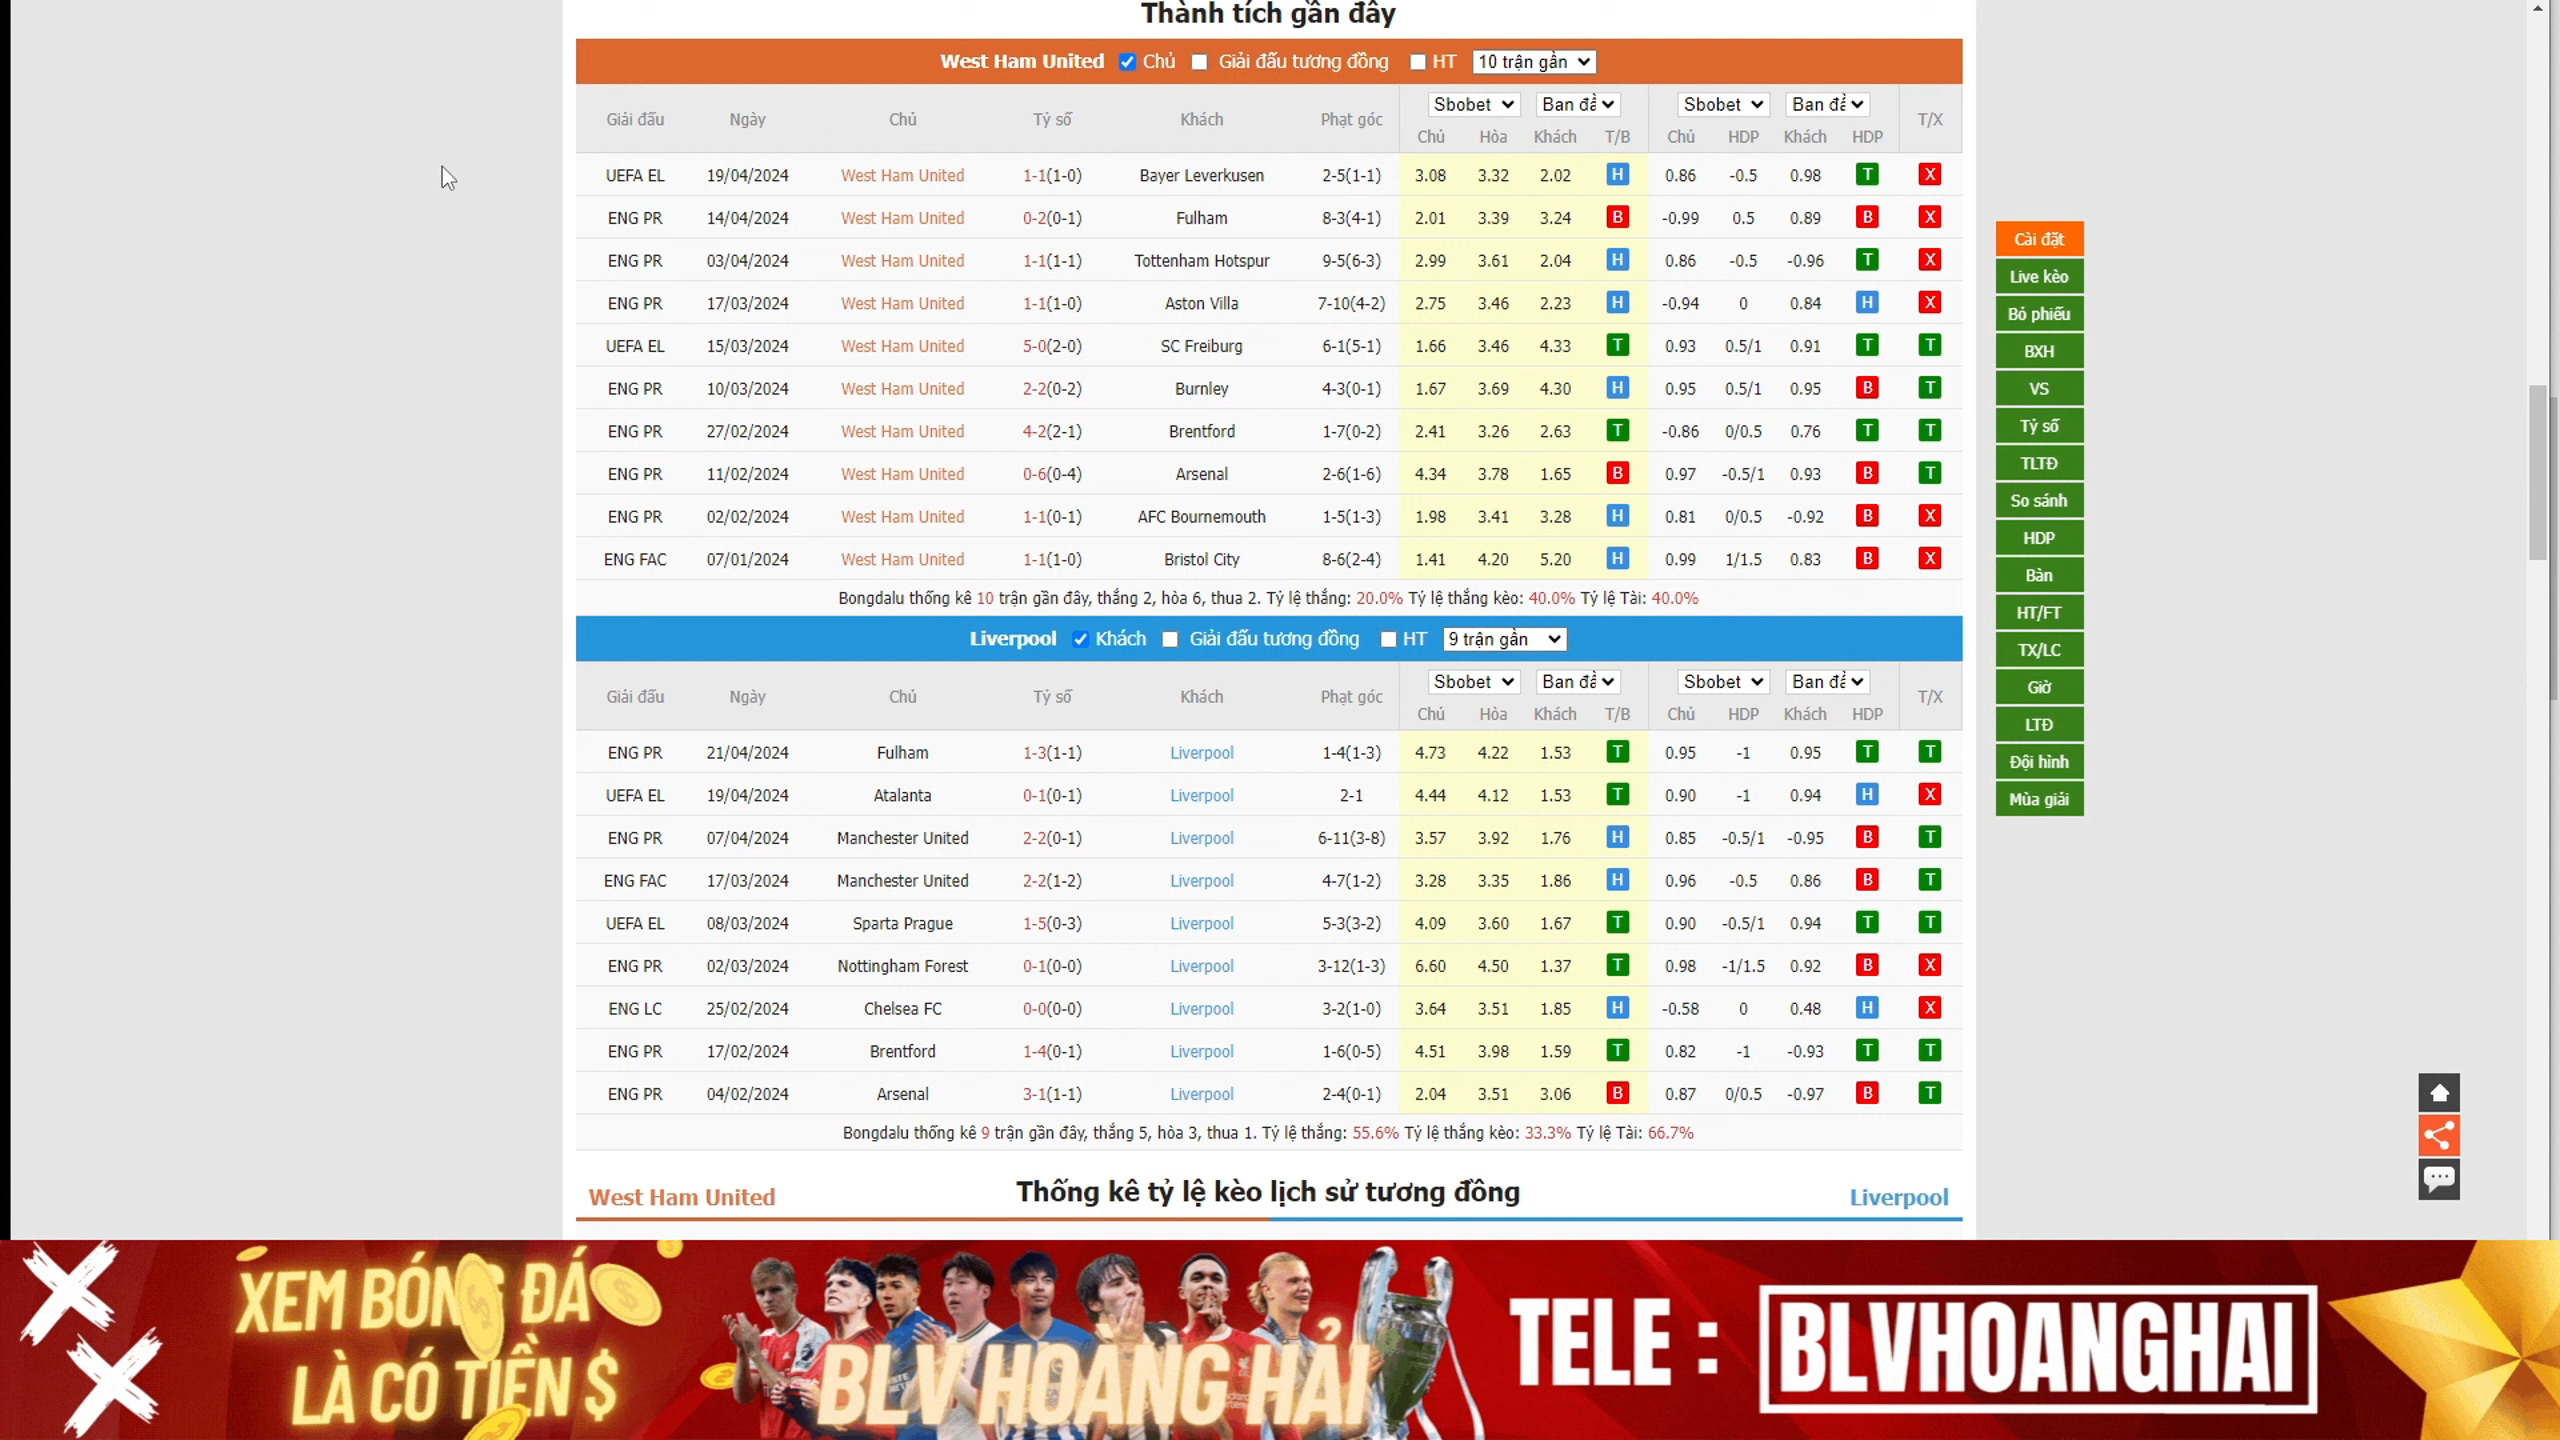 Thành tích gần đây
West Ham United Chủ Giải đấu tương đồng HT 10 trận gần
Giải đấu Ngày Chủ Tỷ số Khách Phạt góc Sbobet Ban đầ Sbobet Ban đầ T/X
Chủ Hòa Khách T/B Chủ HDP Khách HDP
UEFA EL 19/04/2024 West Ham United 1-1(1-0) Bayer Leverkusen 2-5(1-1) 3.08 3.32 2.02 H 0.86 -0.5 0.98 T X
ENG PR 14/04/2024 West Ham United 0-2(0-1) Fulham 8-3(4-1) 2.01 3.39 3.24 B -0.99 0.5 0.89 B X
ENG PR 03/04/2024 West Ham United 1-1(1-1) Tottenham Hotspur 9-5(6-3) 2.99 3.61 2.04 H 0.86 -0.5 -0.96 T X
ENG PR 17/03/2024 West Ham United 1-1(1-0) Aston Villa 7-10(4-2) 2.75 3.46 2.23 H -0.94 0 0.84 H X
UEFA EL 15/03/2024 West Ham United 5-0(2-0) SC Freiburg 6-1(5-1) 1.66 3.46 4.33 T 0.93 0.5/1 0.91 T T
ENG PR 10/03/2024 West Ham United 2-2(0-2) Burnley 4-3(0-1) 1.67 3.69 4.30 H 0.95 0.5/1 0.95 B T
ENG PR 27/02/2024 West Ham United 4-2(2-1) Brentford 1-7(0-2) 2.41 3.26 2.63 T -0.86 0/0.5 0.76 T T
ENG PR 11/02/2024 West Ham United 0-6(0-4) Arsenal 2-6(1-6) 4.34 3.78 1.65 B 0.97 -0.5/1 0.93 B T
ENG PR 02/02/2024 West Ham United 1-1(0-1) AFC Bournemouth 1-5(1-3) 1.98 3.41 3.28 H 0.81 0/0.5 -0.92 B X
ENG FAC 07/01/2024 West Ham United 1-1(1-0) Bristol City 8-6(2-4) 1.41 4.20 5.20 H 0.99 1/1.5 0.83 B X
Bongdalu thống kê 10 trận gần đây, thắng 2, hòa 6, thua 2. Tỷ lệ thắng: 20.0% Tỷ lệ thắng kèo: 40.0% Tỷ lệ Tài: 40.0%
Liverpool Khách Giải đấu tương đồng HT 9 trận gần
Giải đấu Ngày Chủ Tỷ số Khách Phạt góc Sbobet Ban đầ Sbobet Ban đầ T/X
Chủ Hòa Khách T/B Chủ HDP Khách HDP
ENG PR 21/04/2024 Fulham 1-3(1-1) Liverpool 1-4(1-3) 4.73 4.22 1.53 T 0.95 -1 0.95 T T
UEFA EL 19/04/2024 Atalanta 0-1(0-1) Liverpool 2-1 4.44 4.12 1.53 T 0.90 -1 0.94 H X
ENG PR 07/04/2024 Manchester United 2-2(0-1) Liverpool 6-11(3-8) 3.57 3.92 1.76 H 0.85 -0.5/1 -0.95 B T
ENG FAC 17/03/2024 Manchester United 2-2(1-2) Liverpool 4-7(1-2) 3.28 3.35 1.86 H 0.96 -0.5 0.86 B T
UEFA EL 08/03/2024 Sparta Prague 1-5(0-3) Liverpool 5-3(3-2) 4.09 3.60 1.67 T 0.90 -0.5/1 0.94 T T
ENG PR 02/03/2024 Nottingham Forest 0-1(0-0) Liverpool 3-12(1-3) 6.60 4.50 1.37 T 0.98 -1/1.5 0.92 B X
ENG LC 25/02/2024 Chelsea FC 0-0(0-0) Liverpool 3-2(1-0) 3.64 3.51 1.85 H -0.58 0 0.48 H X
ENG PR 17/02/2024 Brentford 1-4(0-1) Liverpool 1-6(0-5) 4.51 3.98 1.59 T 0.82 -1 -0.93 T T
ENG PR 04/02/2024 Arsenal 3-1(1-1) Liverpool 2-4(0-1) 2.04 3.51 3.06 B 0.87 0/0.5 -0.97 B T
Bongdalu thống kê 9 trận gần đây, thắng 5, hòa 3, thua 1. Tỷ lệ thắng: 55.6% Tỷ lệ thắng kèo: 33.3% Tỷ lệ Tài: 66.7%
West Ham United Thống kê tỷ lệ kèo lịch sử tương đồng Liverpool
Cài đặt
Live kèo
Bỏ phiếu
BXH
VS
Tỷ số
TLTĐ
So sánh
HDP
Bàn
HT/FT
TX/LC
Giờ
LTĐ
Đội hình
Mùa giải
XEM BÓNG ĐÁ
LÀ CÓ TIỀN $
BLV HOÀNG HẢI
TELE : BLVHOANGHAI